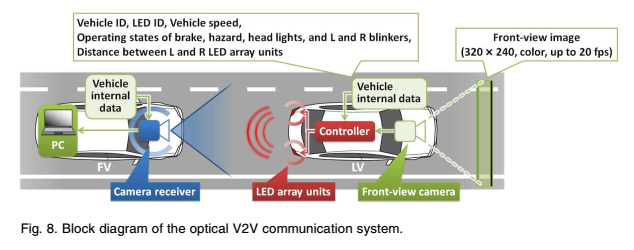 Vehicle ID, LED ID, Vehicle speed,
Operating states of brake, hazard, head lights, and L and R blinkers,
Distance between L and R LED array units
Front-view image
(320 × 240, color, up to 20 fps)
Vehicle
internal
data
Vehicle
internal data
PC
Controller
FV
LV
Camera receiver
LED array units
Front-view camera
Fig. 8. Block diagram of the optical V2V communication system.